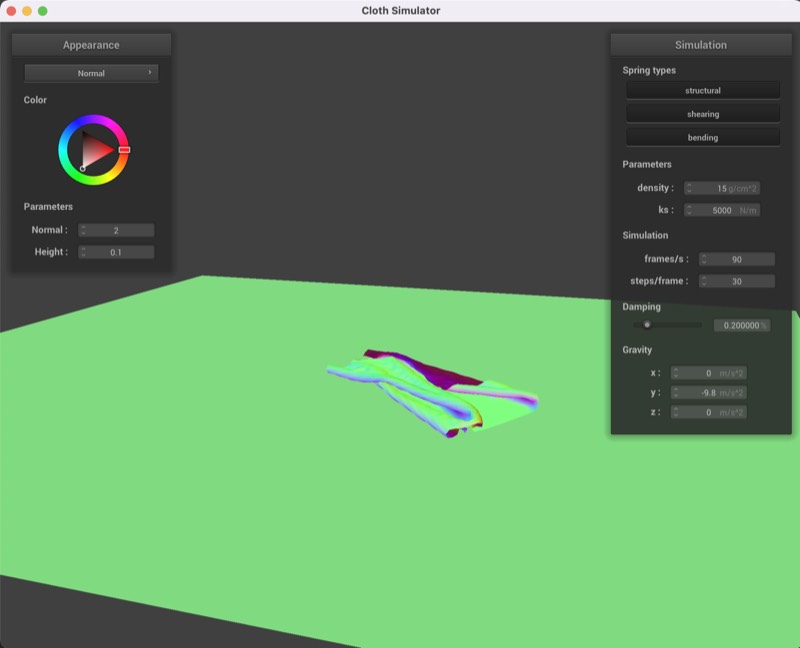 Cloth Simulator
Appearance
Normal
Color
Parameters
Normal : 2
Height : 0.1
Simulation
Spring types
structural
shearing
bending
Parameters
density : 15 g/cm^2
ks : 5000 N/m
Simulation
frames/s : 90
steps/frame : 30
Damping
0.200000 %
Gravity
x : 0 m/s^2
y : -9.8 m/s^2
z : 0 m/s^2